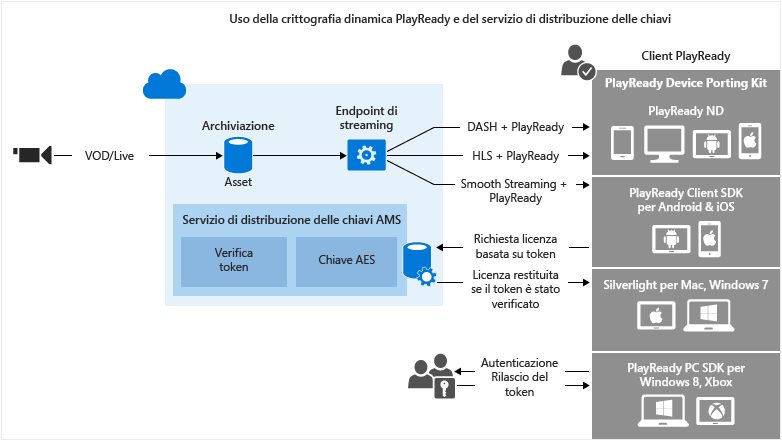 Uso della crittografia dinamica PlayReady e del servizio di distribuzione delle chiavi
Client PlayReady
PlayReady Device Porting Kit
PlayReady ND
Archiviazione
Endpoint di
streaming
DASH + PlayReady
VOD/Live
HLS + PlayReady
Asset
Smooth Streaming +
PlayReady
PlayReady Client SDK
per Android & iOS
Servizio di distribuzione delle chiavi AMS
Verifica
token
Chiave AES
Richiesta licenza
basata su token
Licenza restituita
se il token è stato
verificato
Silverlight per Mac, Windows 7
Autenticazione
Rilascio del
token
PlayReady PC SDK per
Windows 8, Xbox